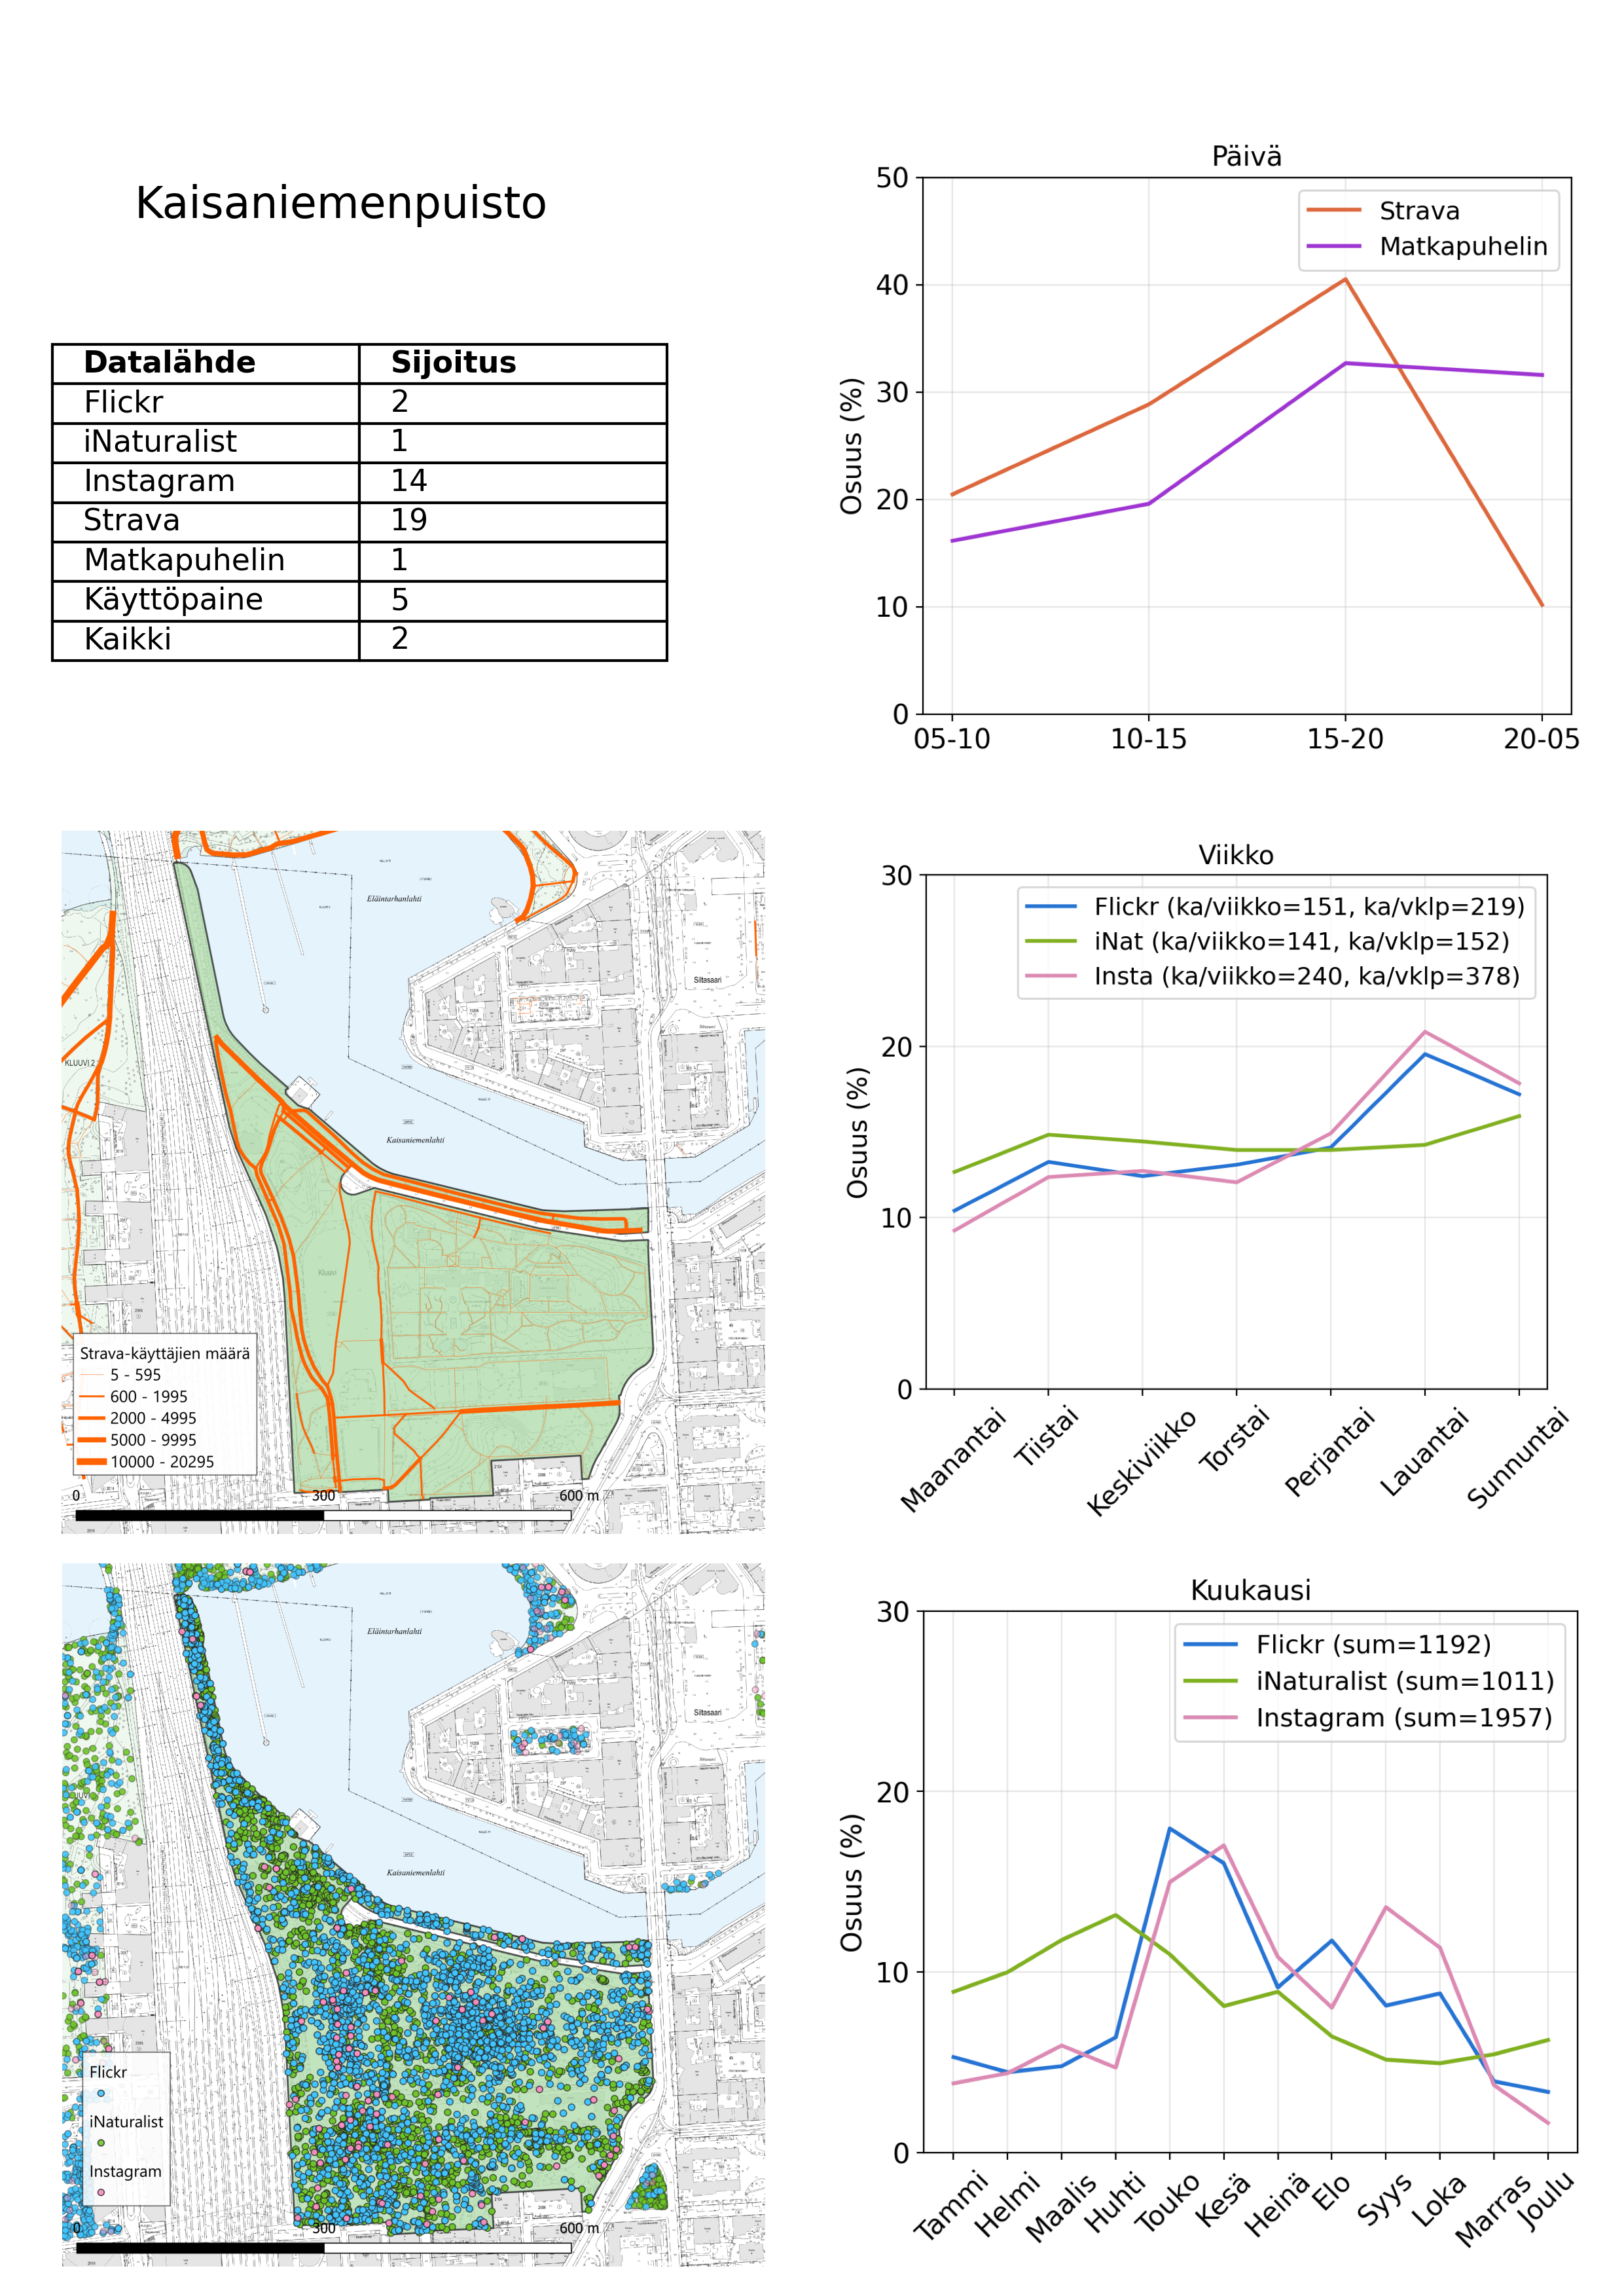 Kaisaniemenpuisto
Datalähde Sijoitus
Flickr 2
iNaturalist 1
Instagram 14
Strava 19
Matkapuhelin 1
Käyttöpaine 5
Kaikki 2
Päivä
Strava
Matkapuhelin
Osuus (%)
50
40
30
20
10
0
05-10 10-15 15-20 20-05
Eläintarhanlahti
Siltasaari
KLUUVI 2
Kaisaniemenlahti
Kluuvi
Strava-käyttäjien määrä
5 - 595
600 - 1995
2000 - 4995
5000 - 9995
10000 - 20295
0 300 600 m
Viikko
Flickr (ka/viikko=151, ka/vklp=219)
iNat (ka/viikko=141, ka/vklp=152)
Insta (ka/viikko=240, ka/vklp=378)
Osuus (%)
30
20
10
0
Maanantai Tiistai Keskiviikko Torstai Perjantai Lauantai Sunnuntai
Eläintarhanlahti
Siltasaari
Kaisaniemenlahti
Flickr
iNaturalist
Instagram
0 300 600 m
Kuukausi
Flickr (sum=1192)
iNaturalist (sum=1011)
Instagram (sum=1957)
Osuus (%)
30
20
10
0
Tammi Helmi Maalis Huhti Touko Kesä Heinä Elo Syys Loka Marras Joulu